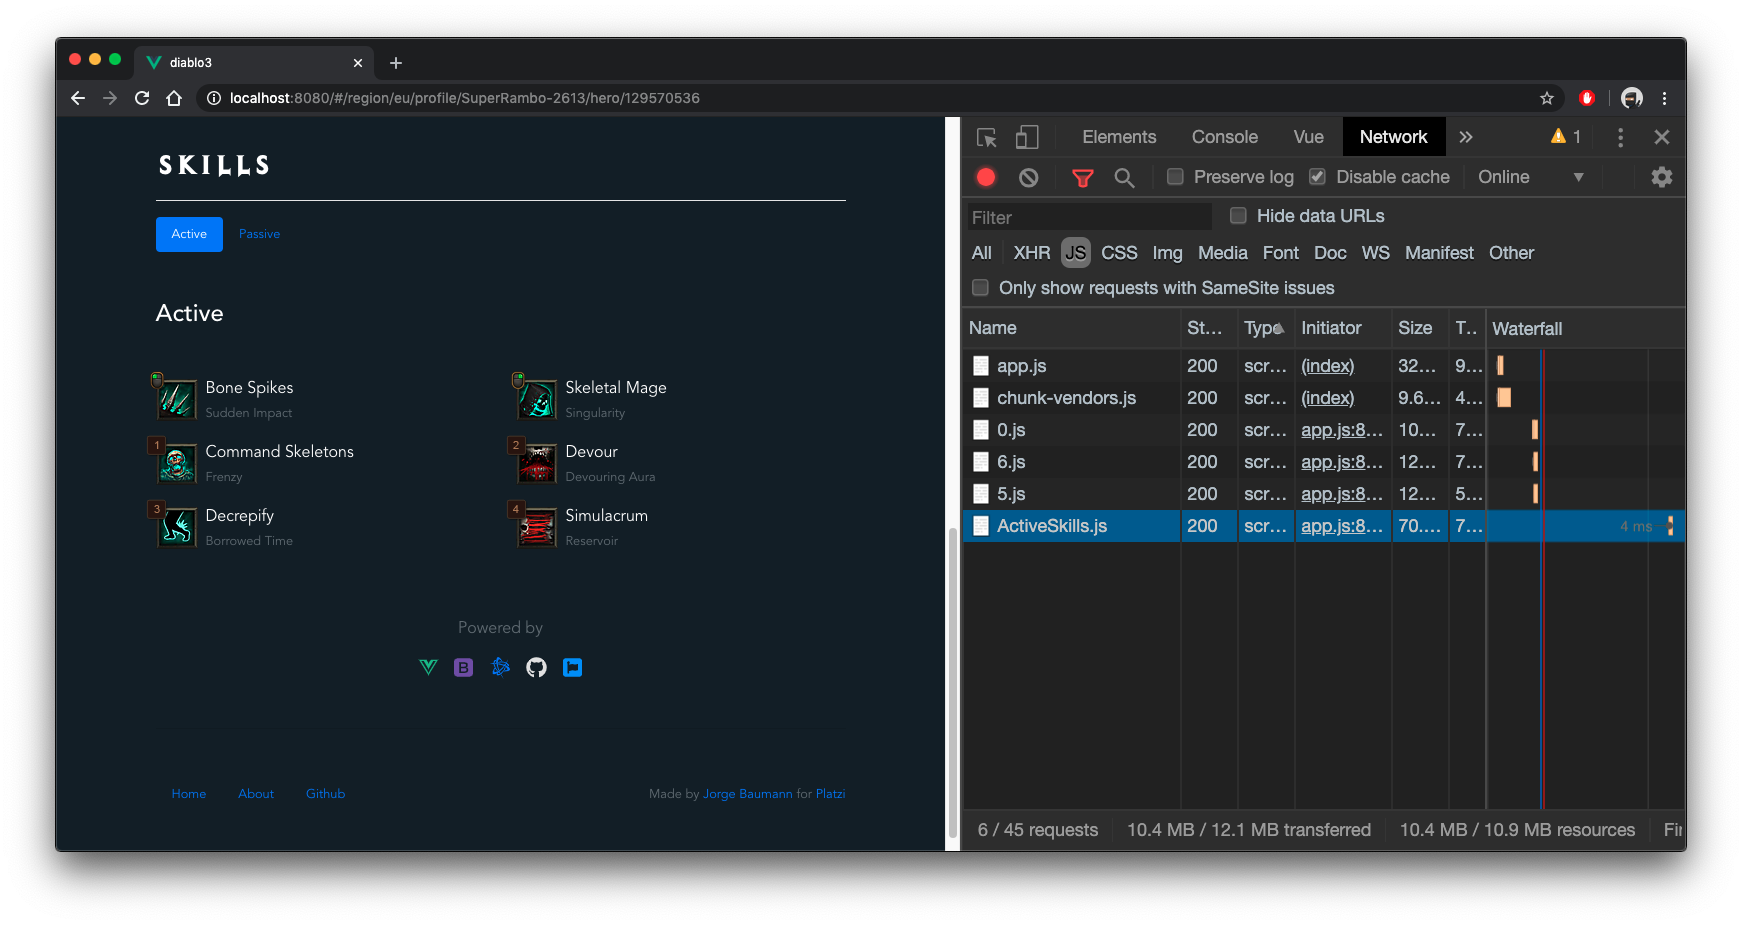 diablo3
localhost:8080/#/region/eu/profile/SuperRambo-2613/hero/129570536
SKILLS
Active Passive
Active
Bone Spikes
Sudden Impact
Skeletal Mage
Singularity
1 Command Skeletons
Frenzy
2 Devour
Devouring Aura
3 Decrepify
Borrowed Time
4 Simulacrum
Reservoir
Powered by
B
Home About Github
Made by Jorge Baumann for Platzi
Elements Console Vue Network 1
Preserve log Disable cache Online
Filter Hide data URLs
All XHR JS CSS Img Media Font Doc WS Manifest Other
Only show requests with SameSite issues
Name St... Type Initiator Size T.. Waterfall
app.js 200 scr... (index) 32... 9...
chunk-vendors.js 200 scr... (index) 9.6... 4...
0.js 200 scr... app.js:8... 10... 7...
6.js 200 scr... app.js:8... 12... 7...
5.js 200 scr... app.js:8... 12... 5...
ActiveSkills.js 200 scr... app.js:8... 70.... 7... 4 ms
6 / 45 requests 10.4 MB / 12.1 MB transferred 10.4 MB / 10.9 MB resources